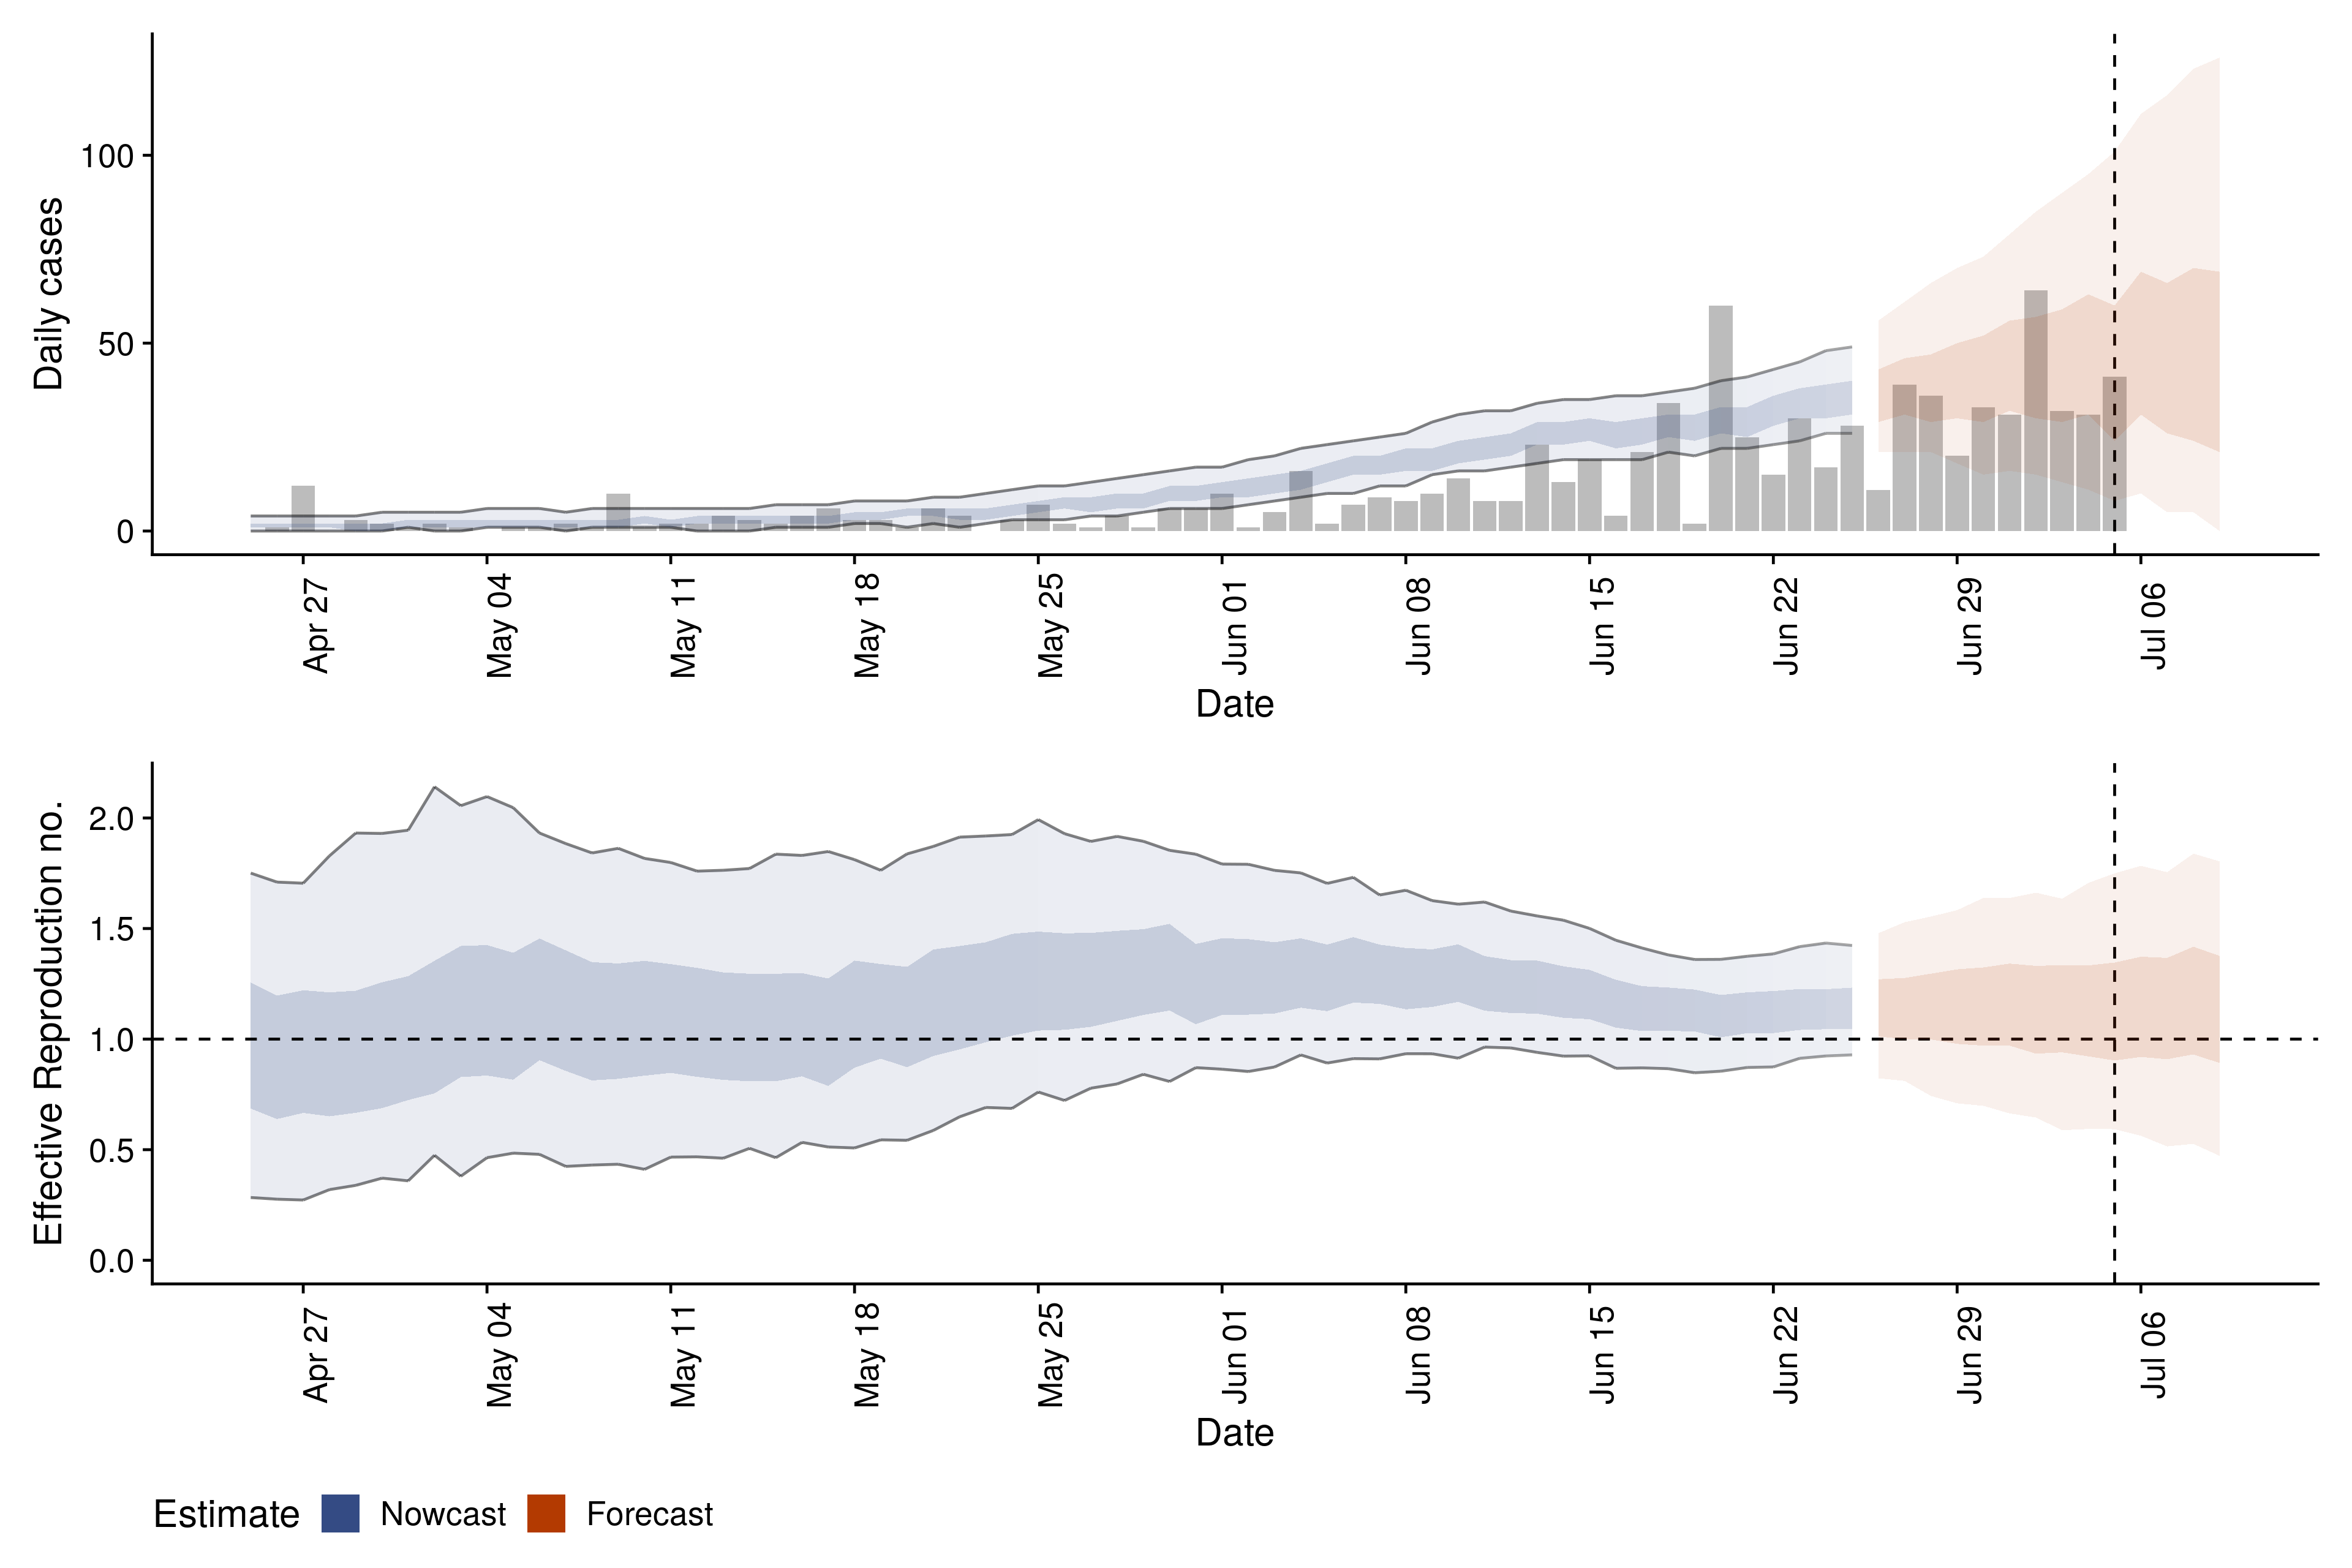 Daily cases
100
50
0
Apr 27
May 04
May 11
May 18
May 25
Jun 01
Jun 08
Jun 15
Jun 22
Jun 29
Jul 06
Date
Effective Reproduction no.
2.0
1.5
1.0
0.5
0.0
Apr 27
May 04
May 11
May 18
May 25
Jun 01
Jun 08
Jun 15
Jun 22
Jun 29
Jul 06
Date
Estimate Nowcast Forecast